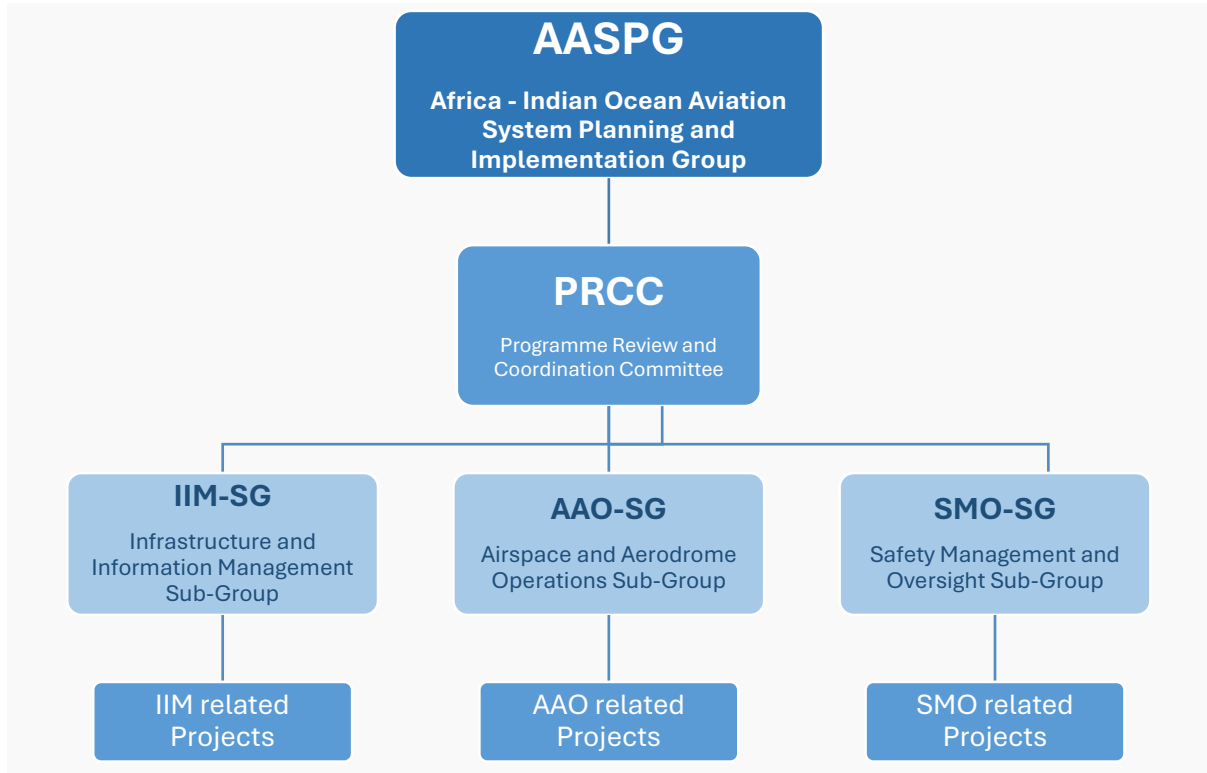 AASPG
Africa - Indian Ocean Aviation
System Planning and
Implementation Group
PRCC
Programme Review and
Coordination Committee
IIM-SG
Infrastructure and
Information Management
Sub-Group
AAO-SG
Airspace and Aerodrome
Operations Sub-Group
SMO-SG
Safety Management and
Oversight Sub-Group
IIM related
Projects
AAO related
Projects
SMO related
Projects